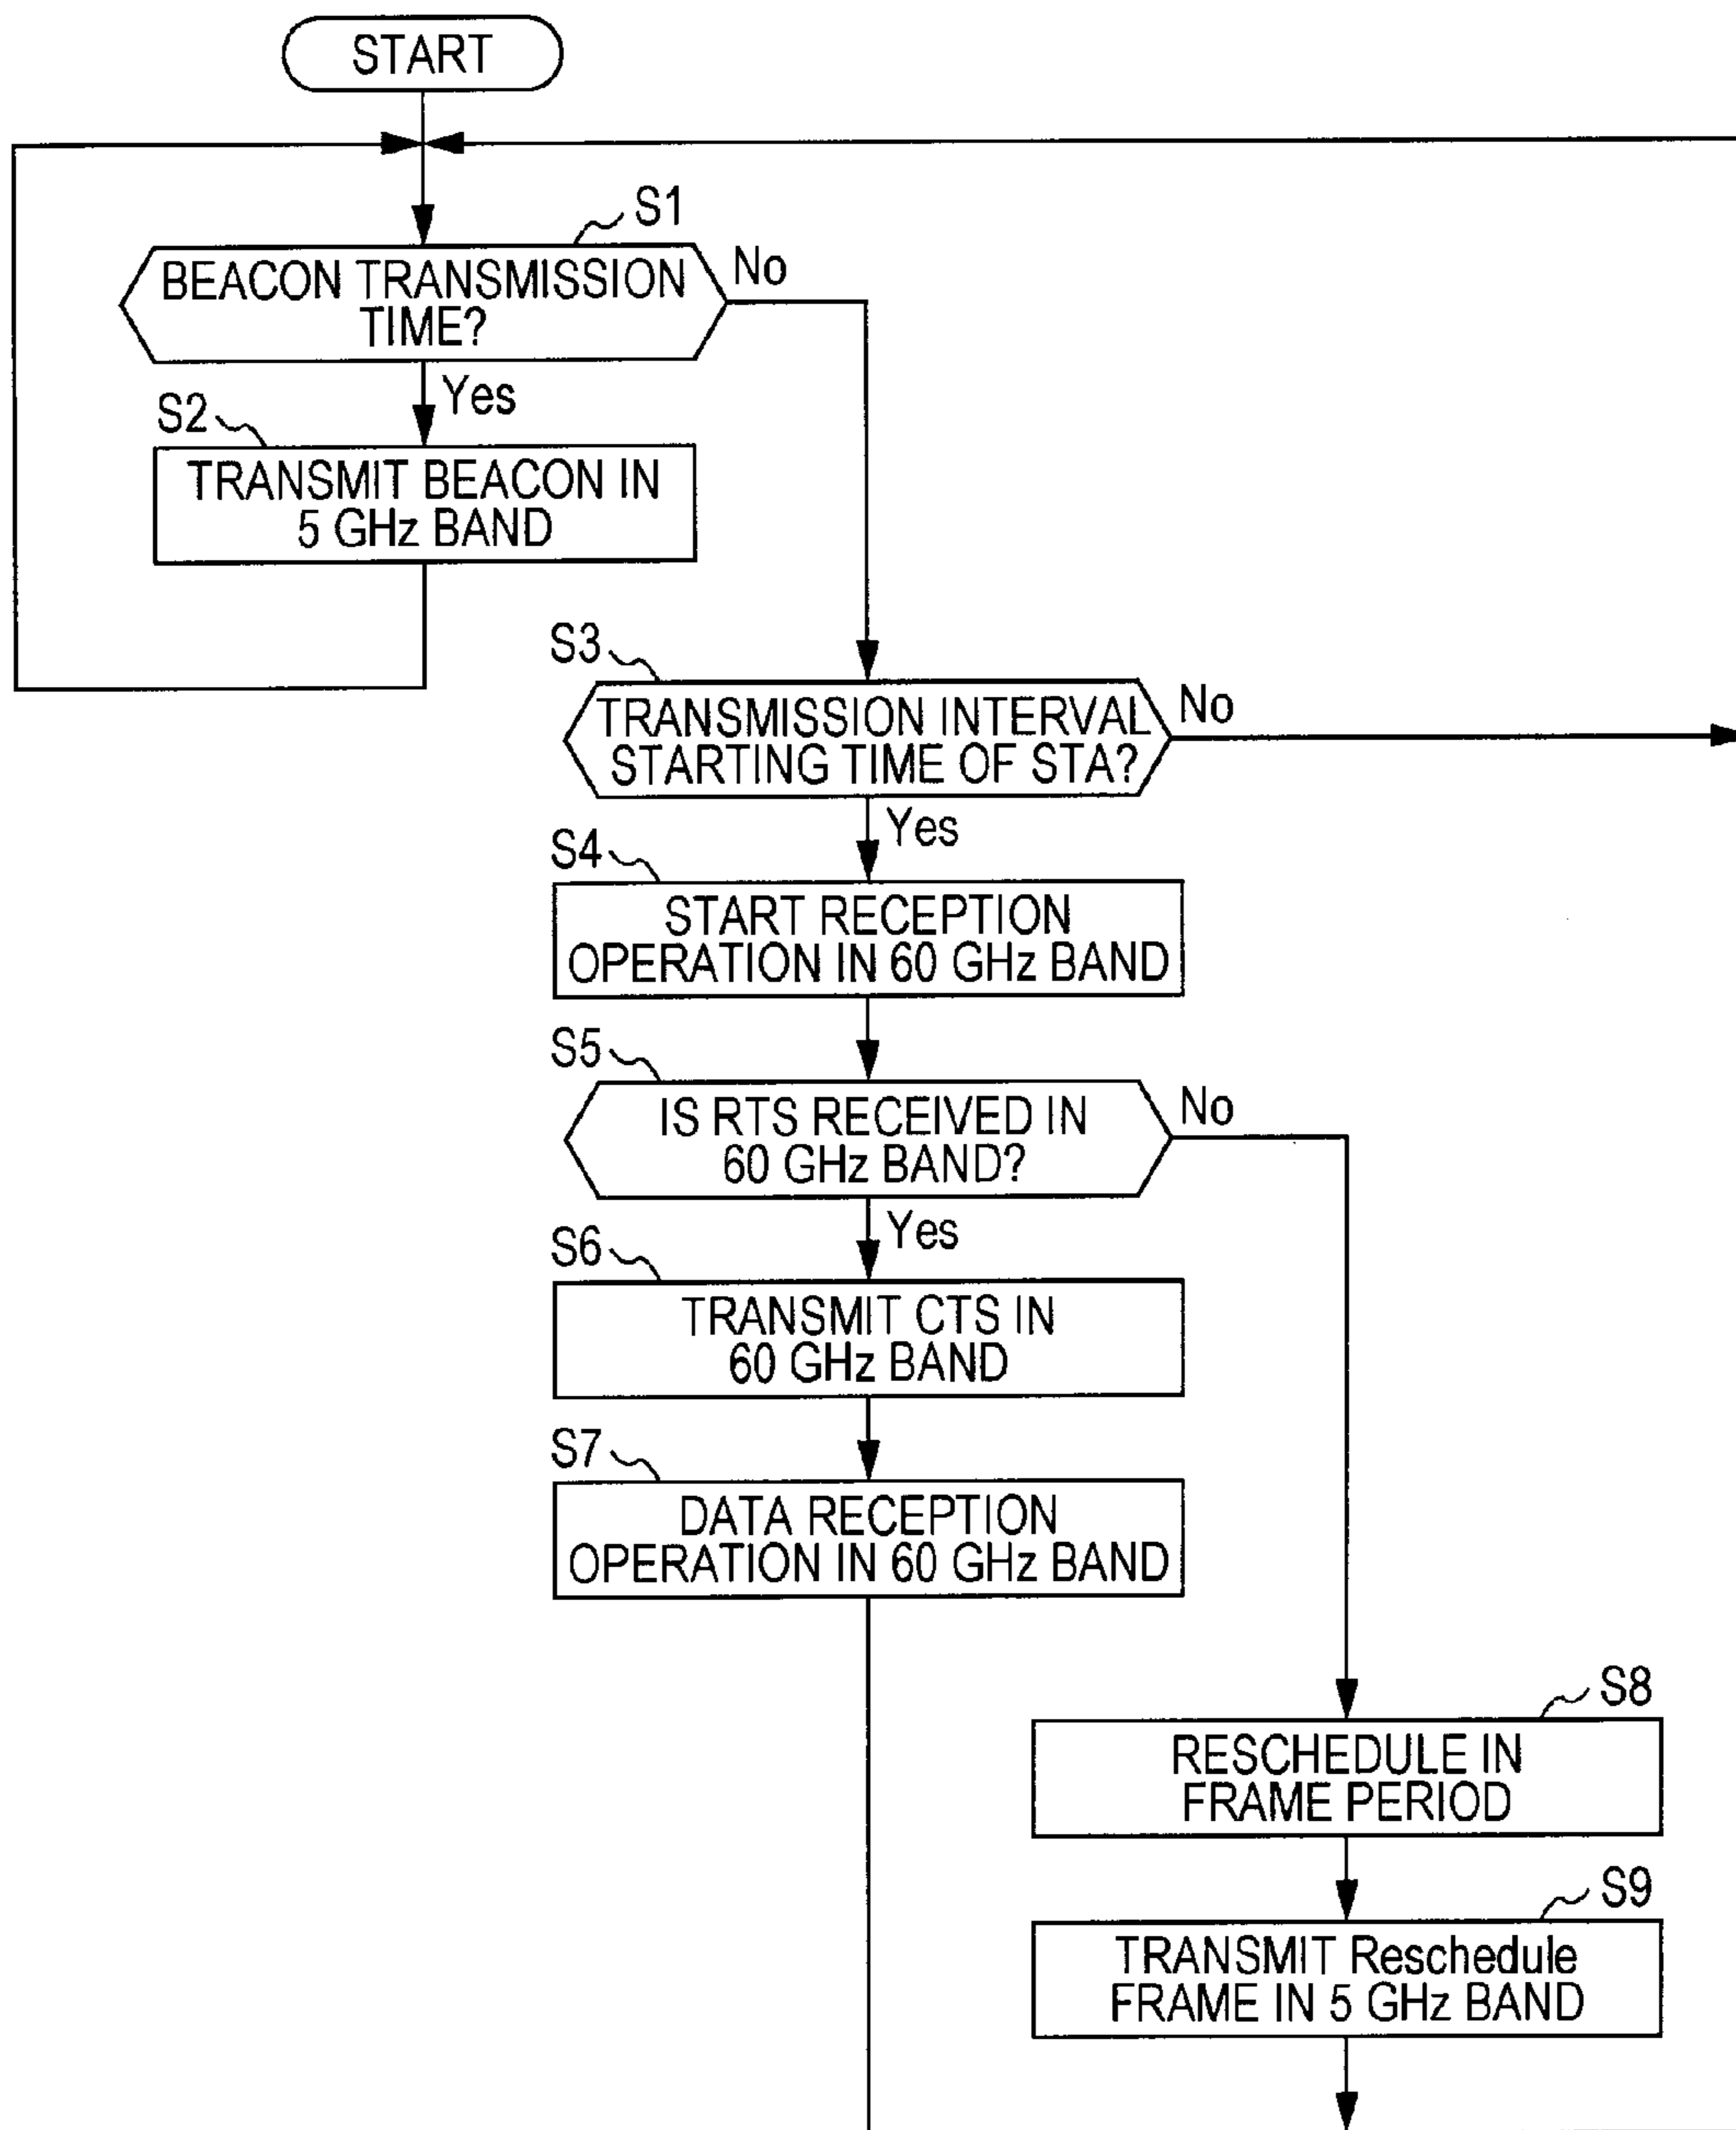 START
S1
BEACON TRANSMISSION
TIME?
No
Yes
S2
TRANSMIT BEACON IN
5 GHz BAND
S3
TRANSMISSION INTERVAL
STARTING TIME OF STA?
No
Yes
S4
START RECEPTION
OPERATION IN 60 GHz BAND
S5
IS RTS RECEIVED IN
60 GHz BAND?
No
Yes
S6
TRANSMIT CTS IN
60 GHz BAND
S7
DATA RECEPTION
OPERATION IN 60 GHz BAND
S8
RESCHEDULE IN
FRAME PERIOD
S9
TRANSMIT Reschedule
FRAME IN 5 GHz BAND